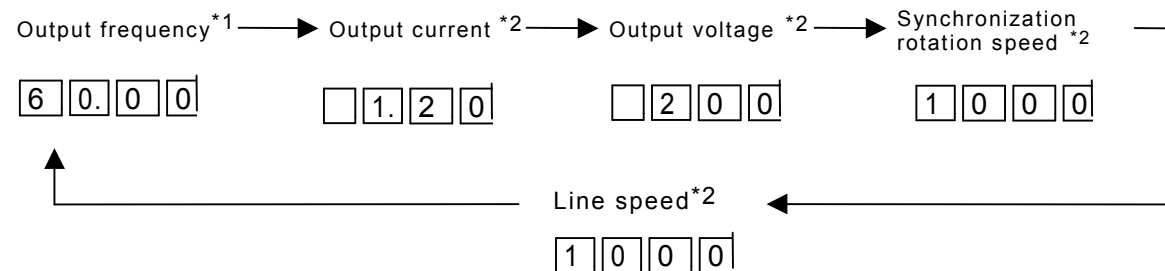 Output frequency*1
Output current *2
Output voltage *2
Synchronization
rotation speed *2
60.00
1.20
200
1000
Line speed*2
1000